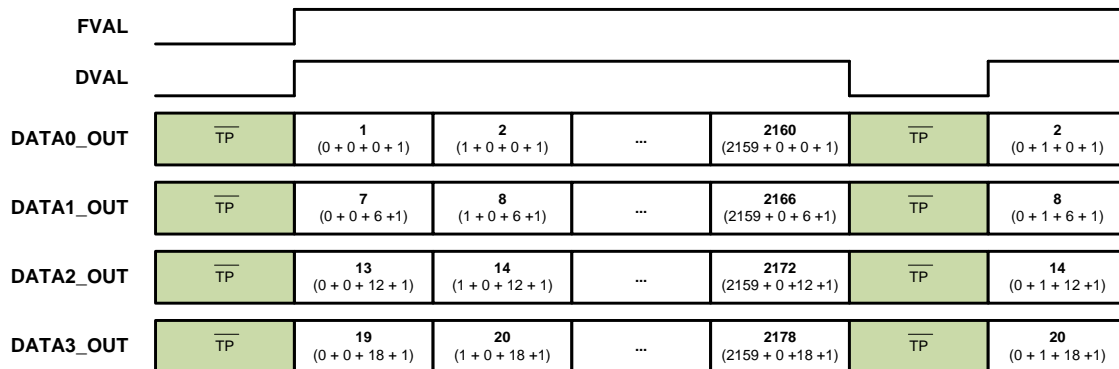 FVAL
DVAL
DATA0_OUT TP 1 2 ... 2160 TP 2
(0 + 0 + 0 + 1) (1 + 0 + 0 + 1) (2159 + 0 + 0 + 1) (0 + 1 + 0 + 1)
DATA1_OUT TP 7 8 ... 2166 TP 8
(0 + 0 + 6 +1) (1 + 0 + 6 +1) (2159 + 0 + 6 +1) (0 + 1 + 6 + 1)
DATA2_OUT TP 13 14 ... 2172 TP 14
(0 + 0 + 12 + 1) (1 + 0 + 12 + 1) (2159 + 0 +12 +1) (0 + 1 + 12 +1)
DATA3_OUT TP 19 20 ... 2178 TP 20
(0 + 0 + 18 + 1) (1 + 0 + 18 +1) (2159 + 0 +18 +1) (0 + 1 + 18 +1)